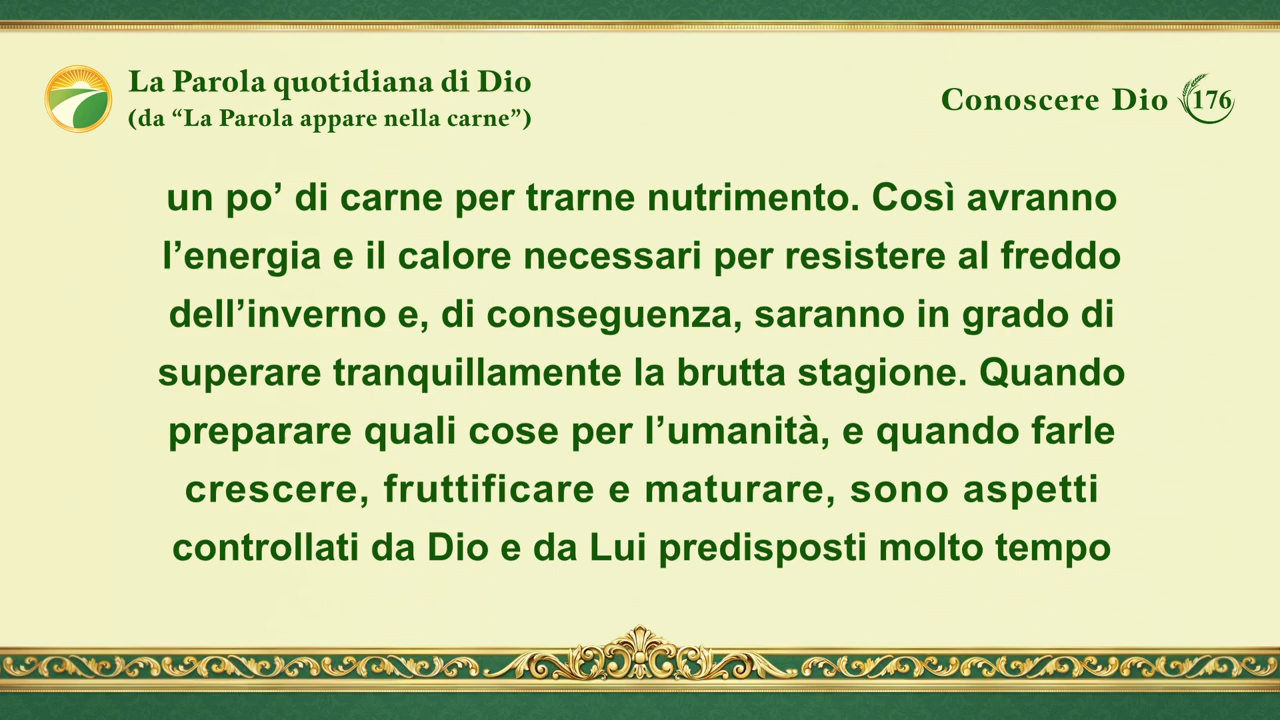 La Parola quotidiana di Dio
(da “La Parola appare nella carne”)
Conoscere Dio 176
un po’ di carne per trarne nutrimento. Così avranno
l’energia e il calore necessari per resistere al freddo
dell’inverno e, di conseguenza, saranno in grado di
superare tranquillamente la brutta stagione. Quando
preparare quali cose per l’umanità, e quando farle
crescere, fruttificare e maturare, sono aspetti
controllati da Dio e da Lui predisposti molto tempo